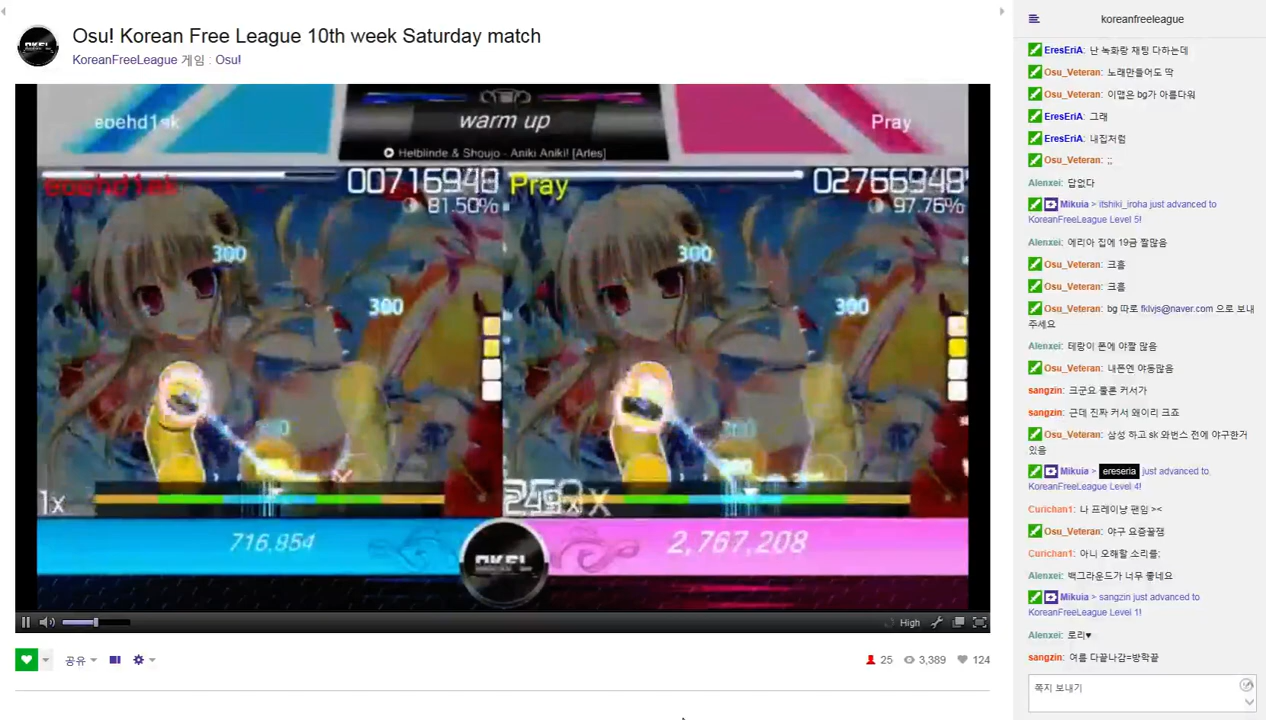 Osu! Korean Free League 10th week Saturday match
KoreanFreeLeague 게임 : Osu!
warm up
Pray
Helblinde & Shoujo - Aniki Aniki! [Arles]
00716948
81.50%
Pray
02766948
97.76%
300
300
300
300
1x
716,854
2,767,208
High
공유
25
3,389
124
koreanfreeleague
EresEriA: 난 녹화랑 채팅 다하는데
Osu_Veteran: 노래만들어도 딱
Osu_Veteran: 이맵은 bg가 아름다워
EresEriA: 그래
EresEriA: 내집처럼
Osu_Veteran: ;;
Alenxei: 답없다
Mikuia > itshiki_iroha just advanced to
KoreanFreeLeague Level 5!
Alenxei: 에리아 집에 19금 짤많음
Osu_Veteran: 크흘
Osu_Veteran: 크흘
Osu_Veteran: bg 따로 fklvjs@naver.com 으로 보내
주세요
Alenxei: 테랑이 폰에 야짤 많음
Osu_Veteran: 내폰엔 야동많음
sangzin: 크군요 물론 커서가
sangzin: 근데 진짜 커서 왜이리 크죠
Osu_Veteran: 삼성 하고 sk 와번스 전에 야구한거
있음
Mikuia > ereseria just advanced to
KoreanFreeLeague Level 4!
Curichan1: 나 프레이냥 팬임 ><
Osu_Veteran: 야구 요즘꿀잼
Curichan1: 아니 오해할 소리를;
Alenxei: 백그라운드가 너무 좋네요
Mikuia > sangzin just advanced to
KoreanFreeLeague Level 1!
Alenxei: 로리♥
sangzin: 여름 다끝나감=방학끝
쪽지 보내기